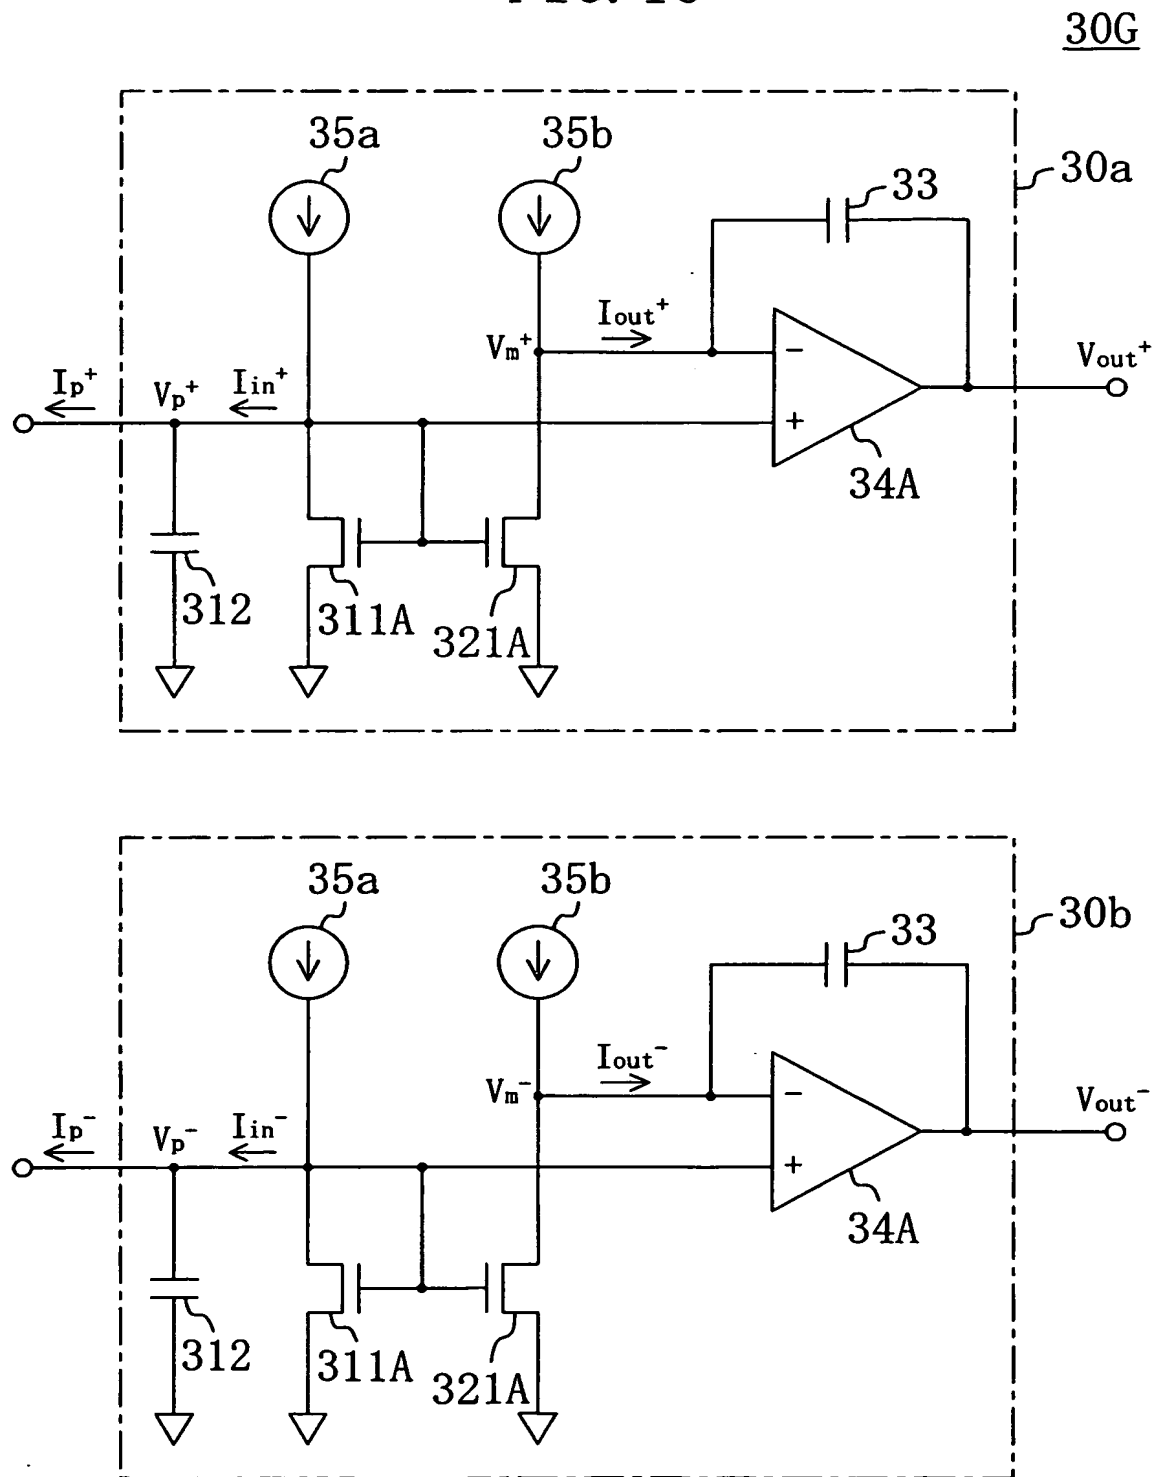 30G
35a
35b
30a
33
Iout+
Vm+
Vout+
Ip+
Vp+
Iin+
−
+
34A
312
311A
321A
35a
35b
30b
33
Iout−
Vm−
Vout−
Ip−
Vp−
Iin−
−
+
34A
312
311A
321A